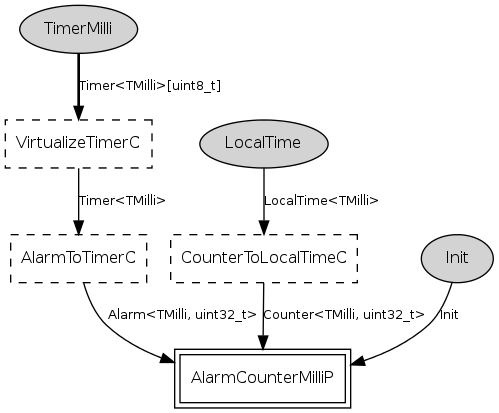 TimerMilli
Timer<TMilli>[uint8_t]
VirtualizeTimerC
LocalTime
Timer<TMilli>
LocalTime<TMilli>
AlarmToTimerC
CounterToLocalTimeC
Init
Alarm<TMilli, uint32_t>
Counter<TMilli, uint32_t>
Init
AlarmCounterMilliP